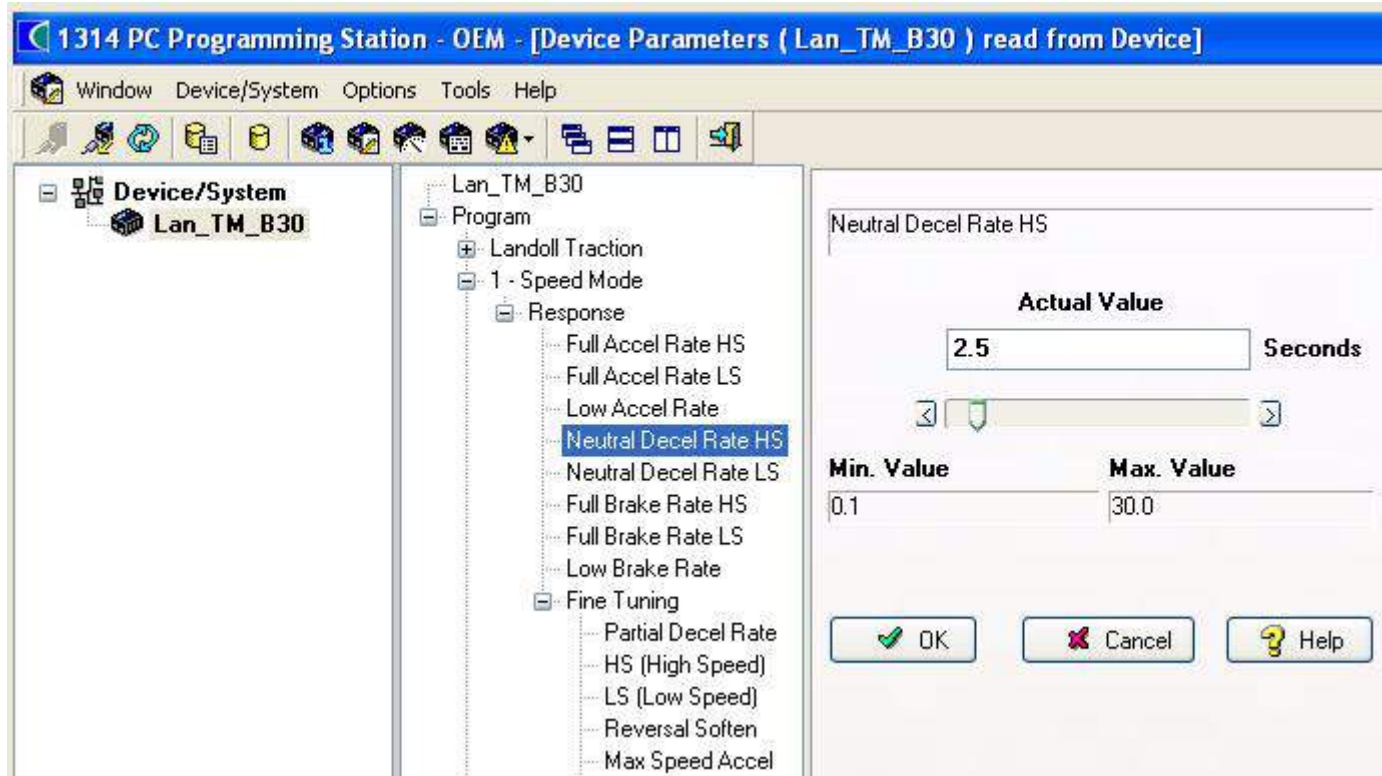 1314 PC Programming Station - OEM - [Device Parameters ( Lan_TM_B30 ) read from Device]
Window Device/System Options Tools Help
Device/System
Lan_TM_B30
Lan_TM_B30
Program
Landoll Traction
1 - Speed Mode
Response
Full Accel Rate HS
Full Accel Rate LS
Low Accel Rate
Neutral Decel Rate HS
Neutral Decel Rate LS
Full Brake Rate HS
Full Brake Rate LS
Low Brake Rate
Fine Tuning
Partial Decel Rate
HS (High Speed)
LS (Low Speed)
Reversal Soften
Max Speed Accel
Neutral Decel Rate HS
Actual Value
2.5 Seconds
Min. Value Max. Value
0.1 30.0
OK Cancel Help